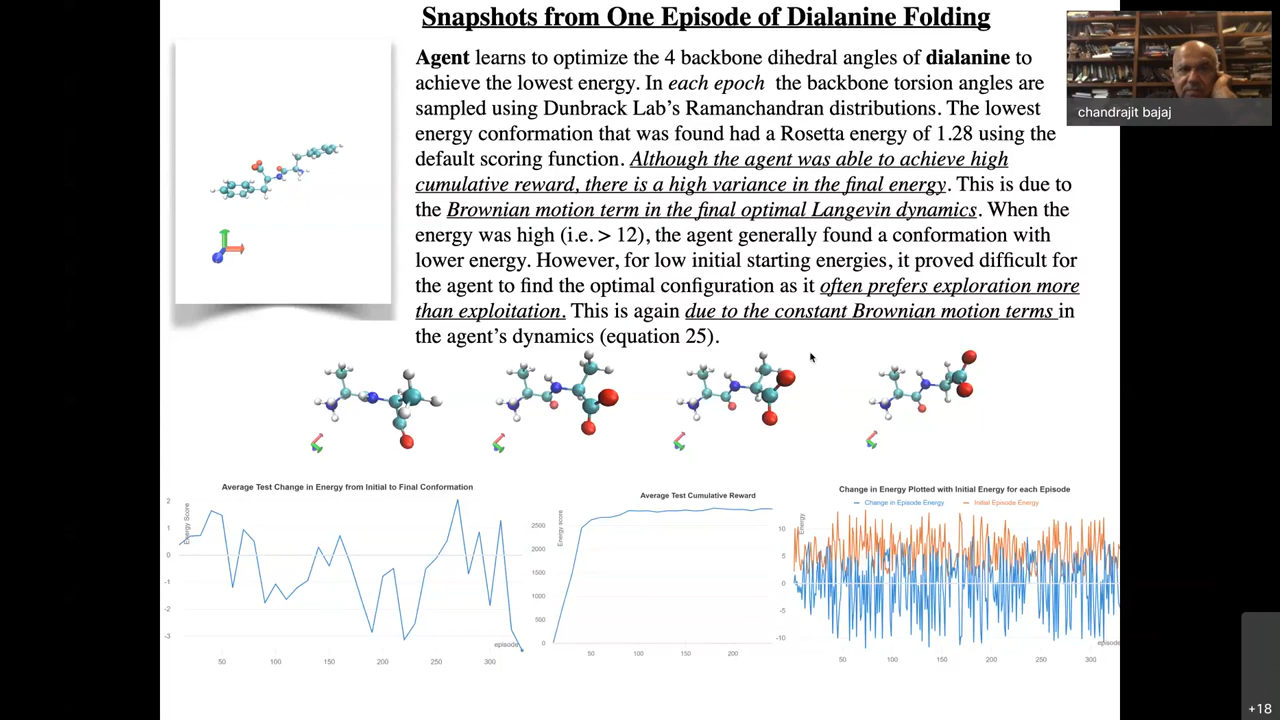 Snapshots from One Episode of Dialanine Folding
Agent learns to optimize the 4 backbone dihedral angles of dialanine to
achieve the lowest energy. In each epoch the backbone torsion angles are
sampled using Dunbrack Lab's Ramanchandran distributions. The lowest
energy conformation that was found had a Rosetta energy of 1.28 using the
default scoring function. Although the agent was able to achieve high
cumulative reward, there is a high variance in the final energy. This is due to
the Brownian motion term in the final optimal Langevin dynamics. When the
energy was high (i.e. > 12), the agent generally found a conformation with
lower energy. However, for low initial starting energies, it proved difficult for
the agent to find the optimal configuration as it often prefers exploration more
than exploitation. This is again due to the constant Brownian motion terms in
the agent's dynamics (equation 25).
chandrajit bajaj
Average Test Change in Energy from Initial to Final Conformation
Energy Score
2
1
0
-1
-2
-3
episode
50 100 150 200 250 300
Average Test Cumulative Reward
Energy score
2500
2000
1500
1000
500
0
50 100 150 200
Change in Energy Plotted with Initial Energy for each Episode
Change in Episode Energy Initial Episode Energy
Energy
10
5
0
-5
-10
episode
50 100 150 200 250 300
+18